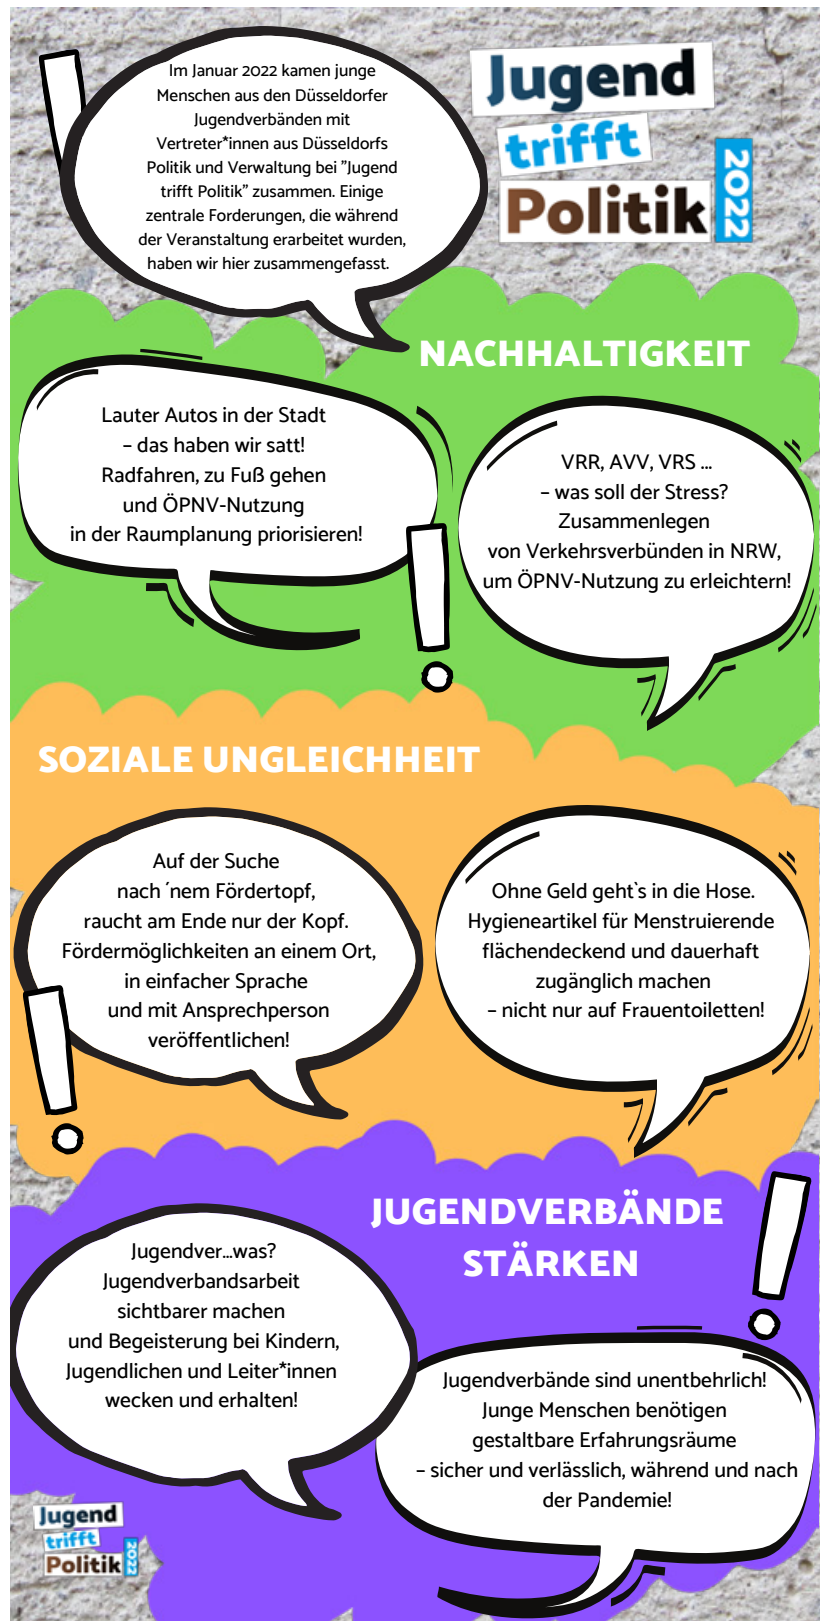 Im Januar 2022 kamen junge
Menschen aus den Düsseldorfer
Jugendverbänden mit
Vertreter*innen aus Düsseldorfs
Politik und Verwaltung bei "Jugend
trifft Politik" zusammen. Einige
zentrale Forderungen, die während
der Veranstaltung erarbeitet wurden,
haben wir hier zusammengefasst.
Jugend
trifft
Politik
2022
NACHHALTIGKEIT
Lauter Autos in der Stadt
– das haben wir satt!
Radfahren, zu Fuß gehen
und ÖPNV-Nutzung
in der Raumplanung priorisieren!
VRR, AVV, VRS ...
– was soll der Stress?
Zusammenlegen
von Verkehrsverbünden in NRW,
um ÖPNV-Nutzung zu erleichtern!
SOZIALE UNGLEICHHEIT
Auf der Suche
nach ´nem Fördertopf,
raucht am Ende nur der Kopf.
Fördermöglichkeiten an einem Ort,
in einfacher Sprache
und mit Ansprechperson
veröffentlichen!
Ohne Geld geht`s in die Hose.
Hygieneartikel für Menstruierende
flächendeckend und dauerhaft
zugänglich machen
– nicht nur auf Frauentoiletten!
JUGENDVERBÄNDE
STÄRKEN
Jugendver...was?
Jugendverbandsarbeit
sichtbarer machen
und Begeisterung bei Kindern,
Jugendlichen und Leiter*innen
wecken und erhalten!
Jugendverbände sind unentbehrlich!
Junge Menschen benötigen
gestaltbare Erfahrungsräume
– sicher und verlässlich, während und nach
der Pandemie!
Jugend
trifft
Politik
2022